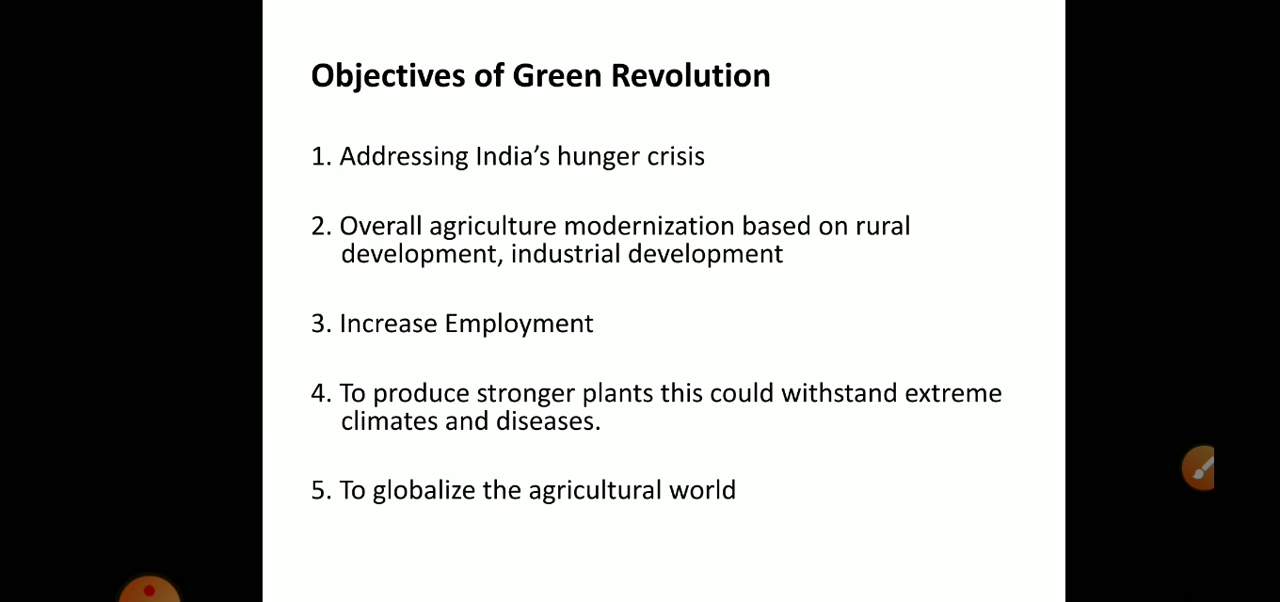 Objectives of Green Revolution
1. Addressing India’s hunger crisis
2. Overall agriculture modernization based on rural
development, industrial development
3. Increase Employment
4. To produce stronger plants this could withstand extreme
climates and diseases.
5. To globalize the agricultural world